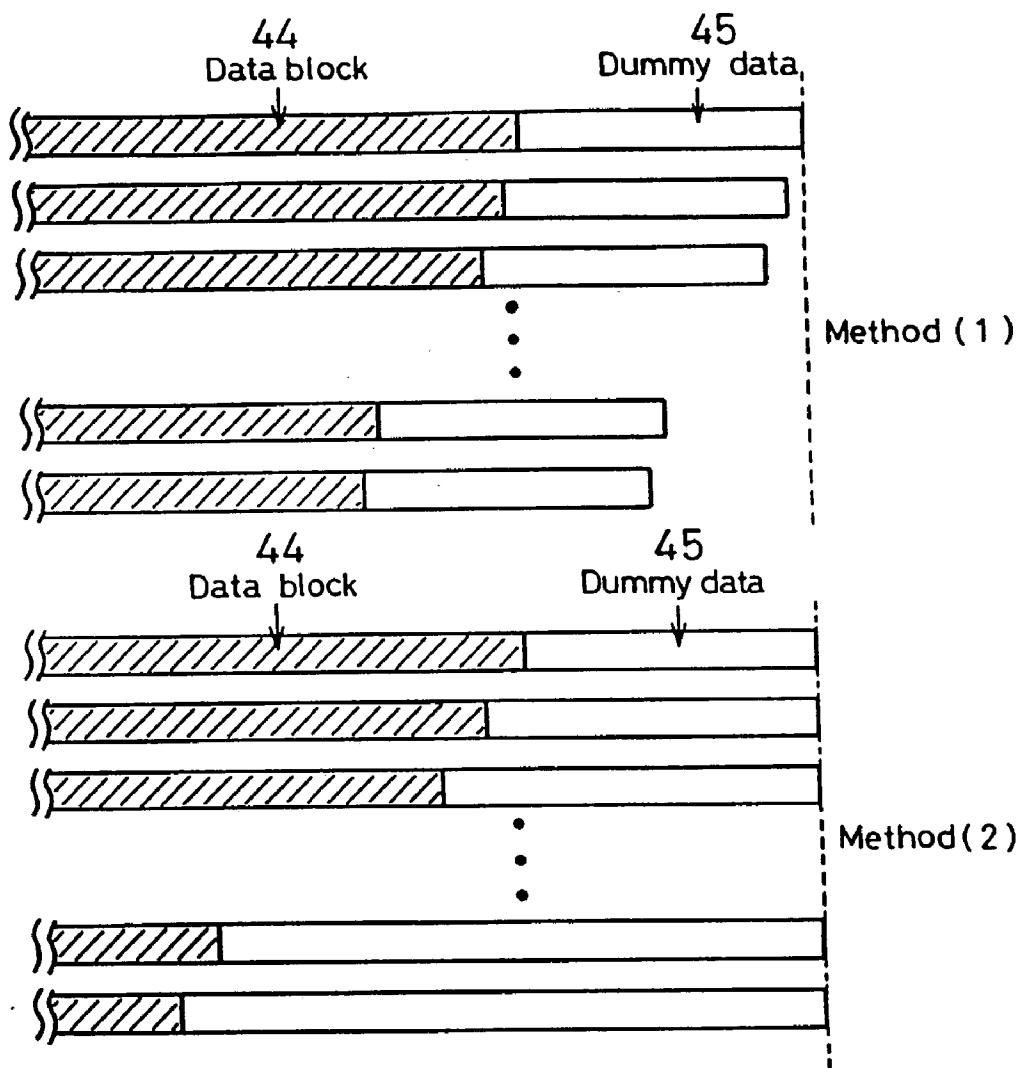 44
Data block
45
Dummy data
Method (1)
44
Data block
45
Dummy data
Method (2)